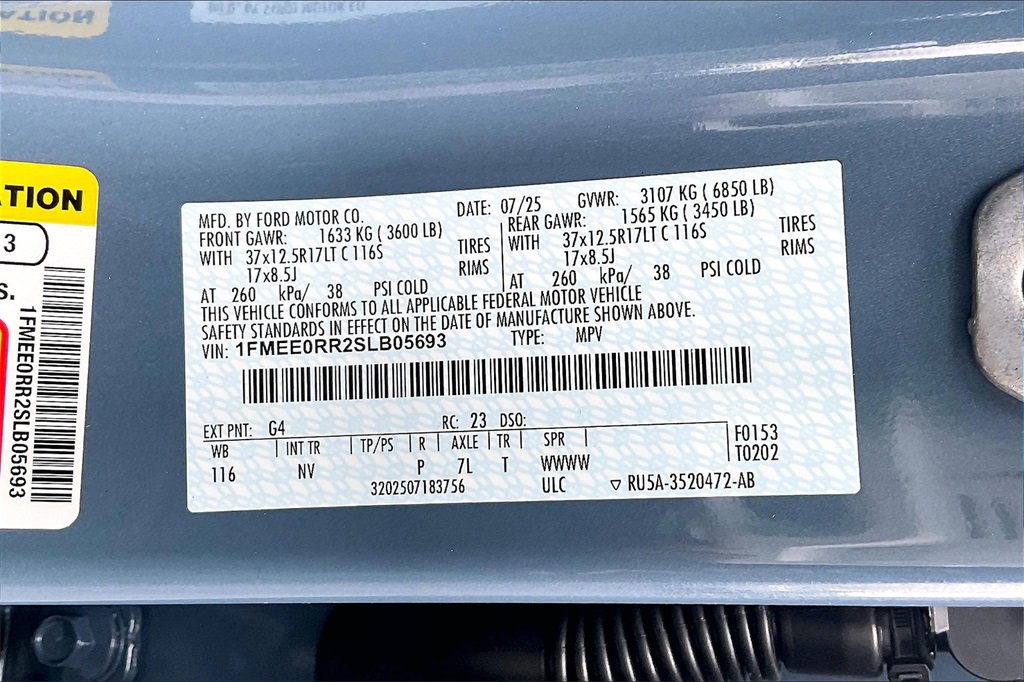 ATION
3
S.
1FMEE0RR2SLB05693
MFD. BY FORD MOTOR CO.
DATE: 07/25
GVWR: 3107 KG ( 6850 LB)
FRONT GAWR: 1633 KG ( 3600 LB)
WITH 37x12.5R17LT C 116S TIRES
17x8.5J RIMS
AT 260 kPa/ 38 PSI COLD
REAR GAWR: 1565 KG ( 3450 LB)
WITH 37x12.5R17LT C 116S TIRES
17x8.5J RIMS
AT 260 kPa/ 38 PSI COLD
THIS VEHICLE CONFORMS TO ALL APPLICABLE FEDERAL MOTOR VEHICLE
SAFETY STANDARDS IN EFFECT ON THE DATE OF MANUFACTURE SHOWN ABOVE.
VIN: 1FMEE0RR2SLB05693 TYPE: MPV
EXT PNT: G4 RC: 23 DSO:
WB INT TR TP/PS R AXLE TR SPR
116 NV P 7L T WWWW
F0153
T0202
3202507183756 ULC ▽ RU5A-3520472-AB